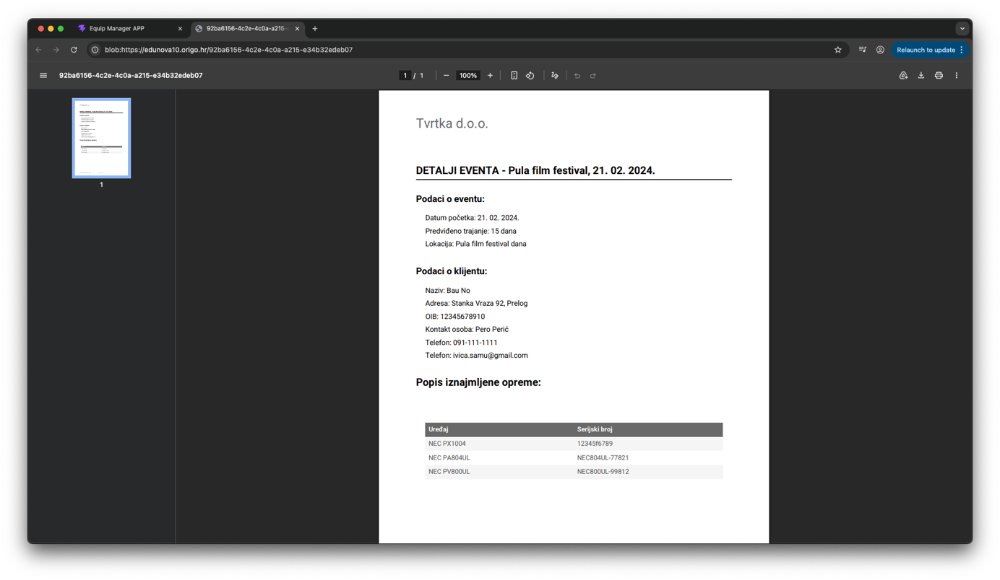 Equip Manager APP
92ba6156-4c2e-4c0a-a215-
blob:https://edunova10.origo.hr/92ba6156-4c2e-4c0a-a215-e34b32edeb07
Relaunch to update
92ba6156-4c2e-4c0a-a215-e34b32edeb07
1 / 1
100%
1
Tvrtka d.o.o.
DETALJI EVENTA - Pula film festival, 21. 02. 2024.
Podaci o eventu:
Datum početka: 21. 02. 2024.
Predviđeno trajanje: 15 dana
Lokacija: Pula film festival dana
Podaci o klijentu:
Naziv: Bau No
Adresa: Stanka Vraza 92, Prelog
OIB: 12345678910
Kontakt osoba: Pero Perić
Telefon: 091-111-1111
Telefon: ivica.samu@gmail.com
Popis iznajmljene opreme:
Uređaj Serijski broj
NEC PX1004 12345f6789
NEC PA804UL NEC804UL-77821
NEC PV800UL NEC800UL-99812